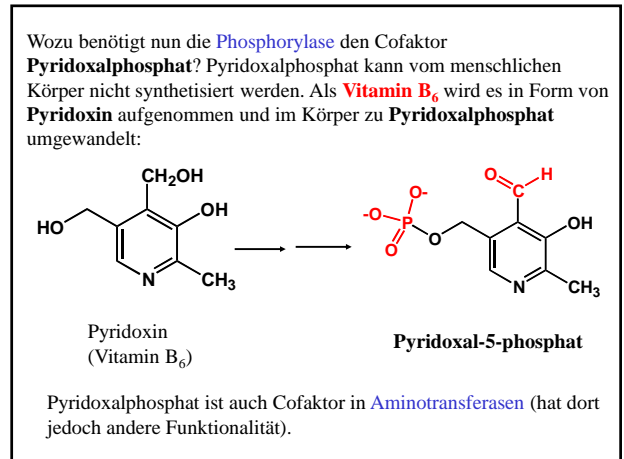 Wozu benötigt nun die Phosphorylase den Cofaktor
Pyridoxalphosphat? Pyridoxalphosphat kann vom menschlichen
Körper nicht synthetisiert werden. Als Vitamin B₆ wird es in Form von
Pyridoxin aufgenommen und im Körper zu Pyridoxalphosphat
umgewandelt:
CH₂OH
HO
OH
N
CH₃
O
H
C
O-
-O
P
O
O
OH
N
CH₃
Pyridoxin
(Vitamin B₆)
Pyridoxal-5-phosphat
Pyridoxalphosphat ist auch Cofaktor in Aminotransferasen (hat dort
jedoch andere Funktionalität).